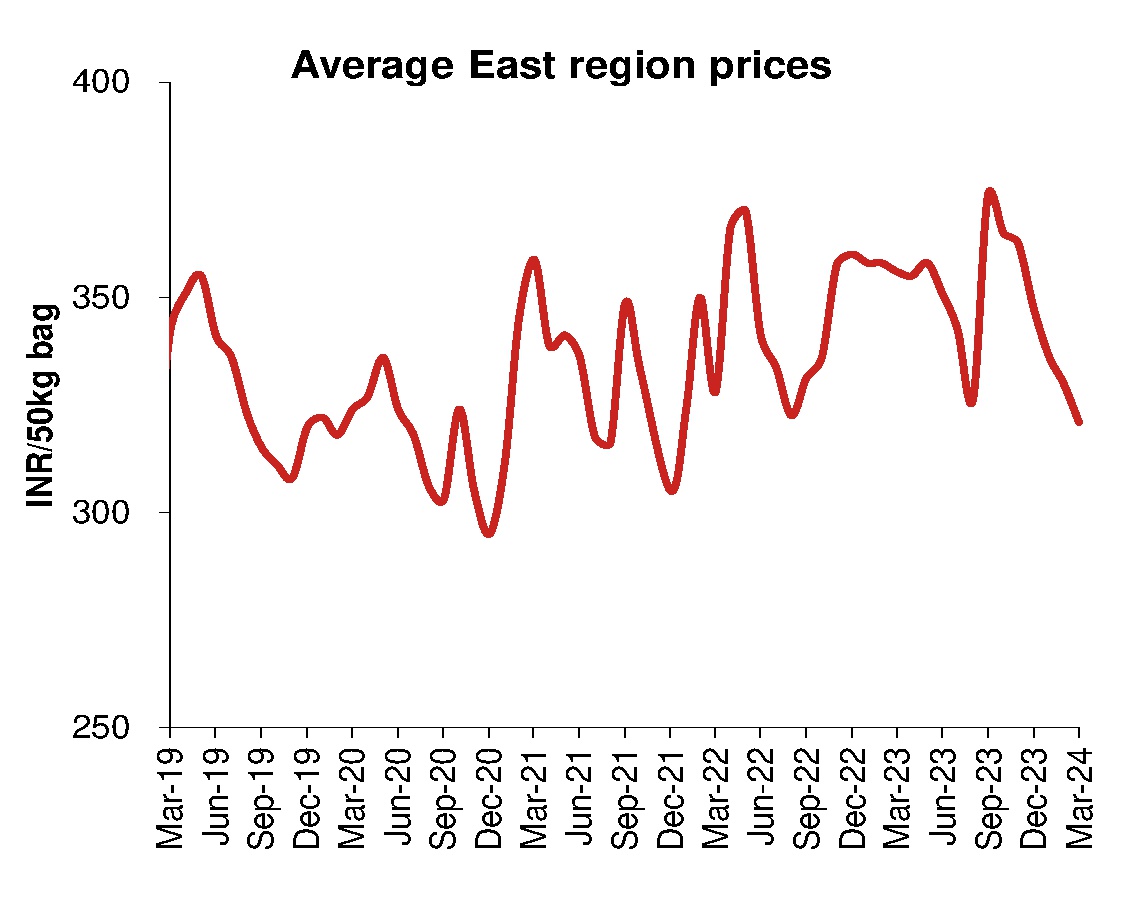 Average East region prices
INR/50kg bag
400
350
300
250
Mar-19
Jun-19
Sep-19
Dec-19
Mar-20
Jun-20
Sep-20
Dec-20
Mar-21
Jun-21
Sep-21
Dec-21
Mar-22
Jun-22
Sep-22
Dec-22
Mar-23
Jun-23
Sep-23
Dec-23
Mar-24